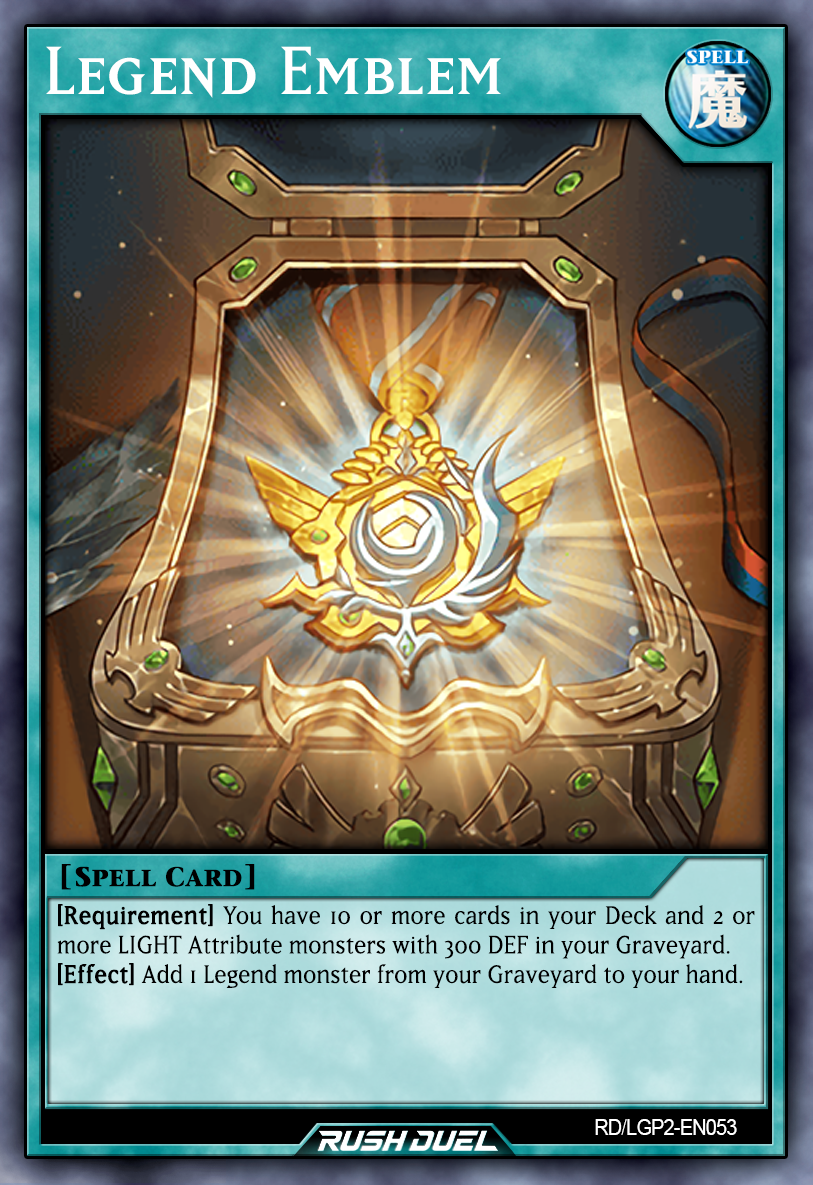 Legend Emblem
SPELL
魔
[Spell Card]
[Requirement] You have 10 or more cards in your Deck and 2 or
more LIGHT Attribute monsters with 300 DEF in your Graveyard.
[Effect] Add 1 Legend monster from your Graveyard to your hand.
RD/LGP2-EN053
RUSH DUEL